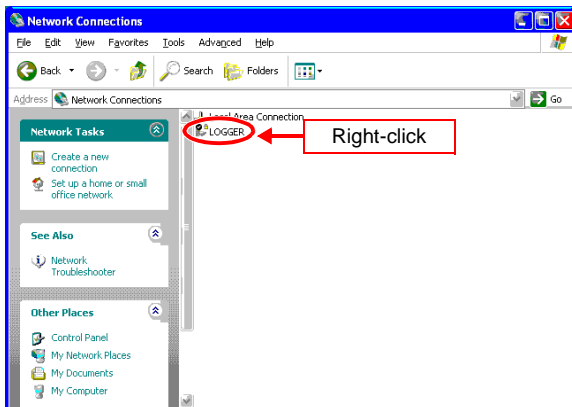 Network Connections
File Edit View Favorites Tools Advanced Help
Back Search Folders
Address Network Connections Go
Local Area Connection
LOGGER
Right-click
Network Tasks
Create a new
connection
Set up a home or small
office network
See Also
Network
Troubleshooter
Other Places
Control Panel
My Network Places
My Documents
My Computer